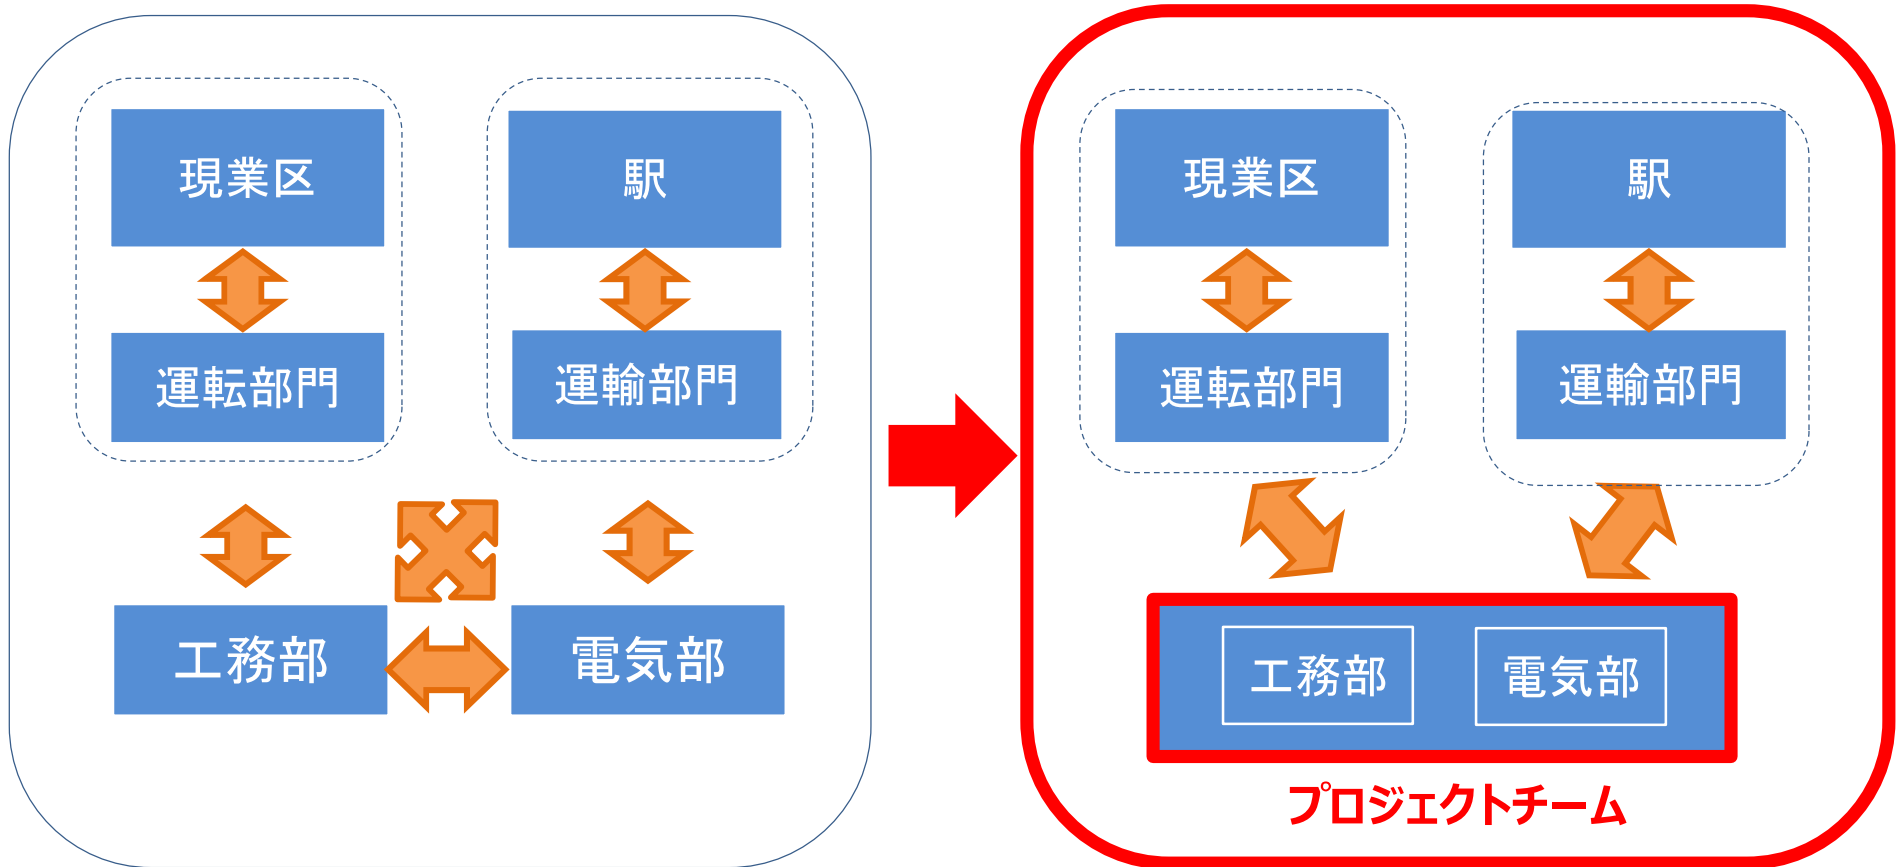 現業区
駅
運転部門
運輸部門
工務部
電気部
現業区
駅
運転部門
運輸部門
工務部
電気部
プロジェクトチーム